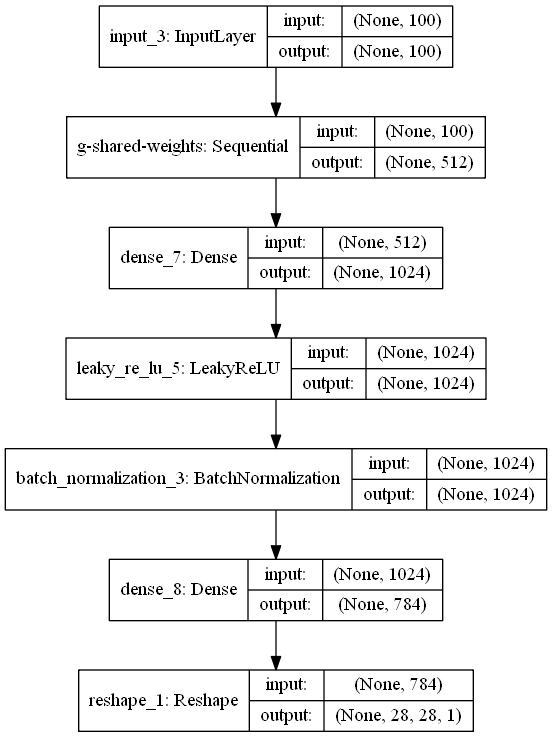 input_3: InputLayer
input: (None, 100)
output: (None, 100)
g-shared-weights: Sequential
input: (None, 100)
output: (None, 512)
dense_7: Dense
input: (None, 512)
output: (None, 1024)
leaky_re_lu_5: LeakyReLU
input: (None, 1024)
output: (None, 1024)
batch_normalization_3: BatchNormalization
input: (None, 1024)
output: (None, 1024)
dense_8: Dense
input: (None, 1024)
output: (None, 784)
reshape_1: Reshape
input: (None, 784)
output: (None, 28, 28, 1)